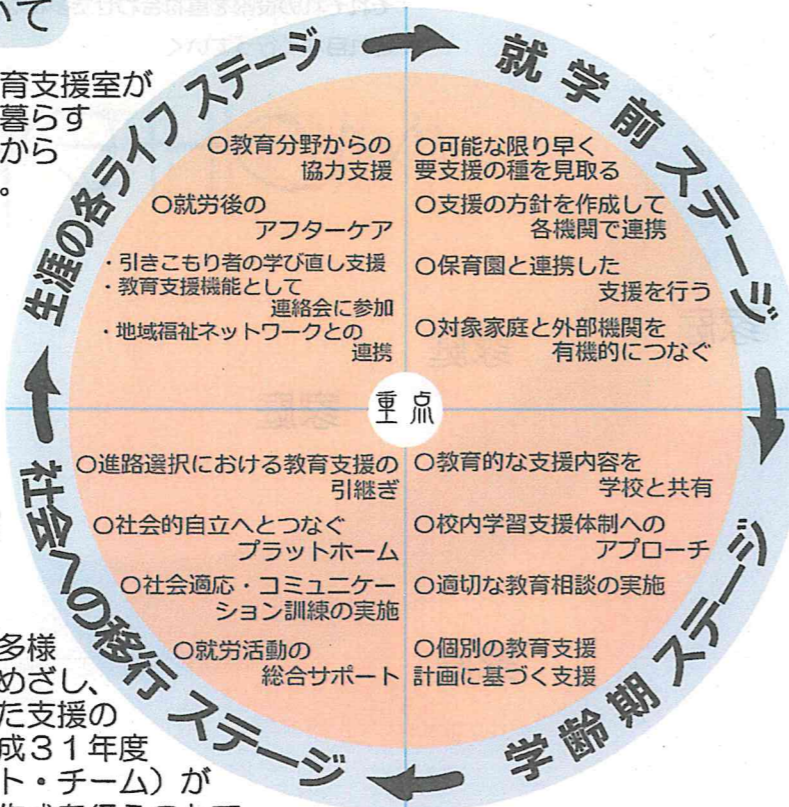 いて
育支援室が
暮らす
から
。
就学前ステージ
○可能な限り早く
要支援の種を見取る
○支援の方針を作成して
各機関で連携
○保育園と連携した
支援を行う
○対象家庭と外部機関を
有機的につなぐ
学齢期ステージ
○教育的な支援内容を
学校と共有
○校内学習支援体制への
アプローチ
○適切な教育相談の実施
○個別の教育支援
計画に基づく支援
社会への移行ステージ
○進路選択における教育支援の
引継ぎ
○社会的自立へとつなぐ
プラットホーム
○社会適応・コミュニケー
ション訓練の実施
○就労活動の
総合サポート
生涯の各ライフステージ
○教育分野からの
協力支援
○就労後の
アフターケア
・引きこもり者の学び直し支援
・教育支援機能として
連絡会に参加
・地域福祉ネットワークとの
連携
重点
多様
めざし、
た支援の
成31年度
ト・チーム）が